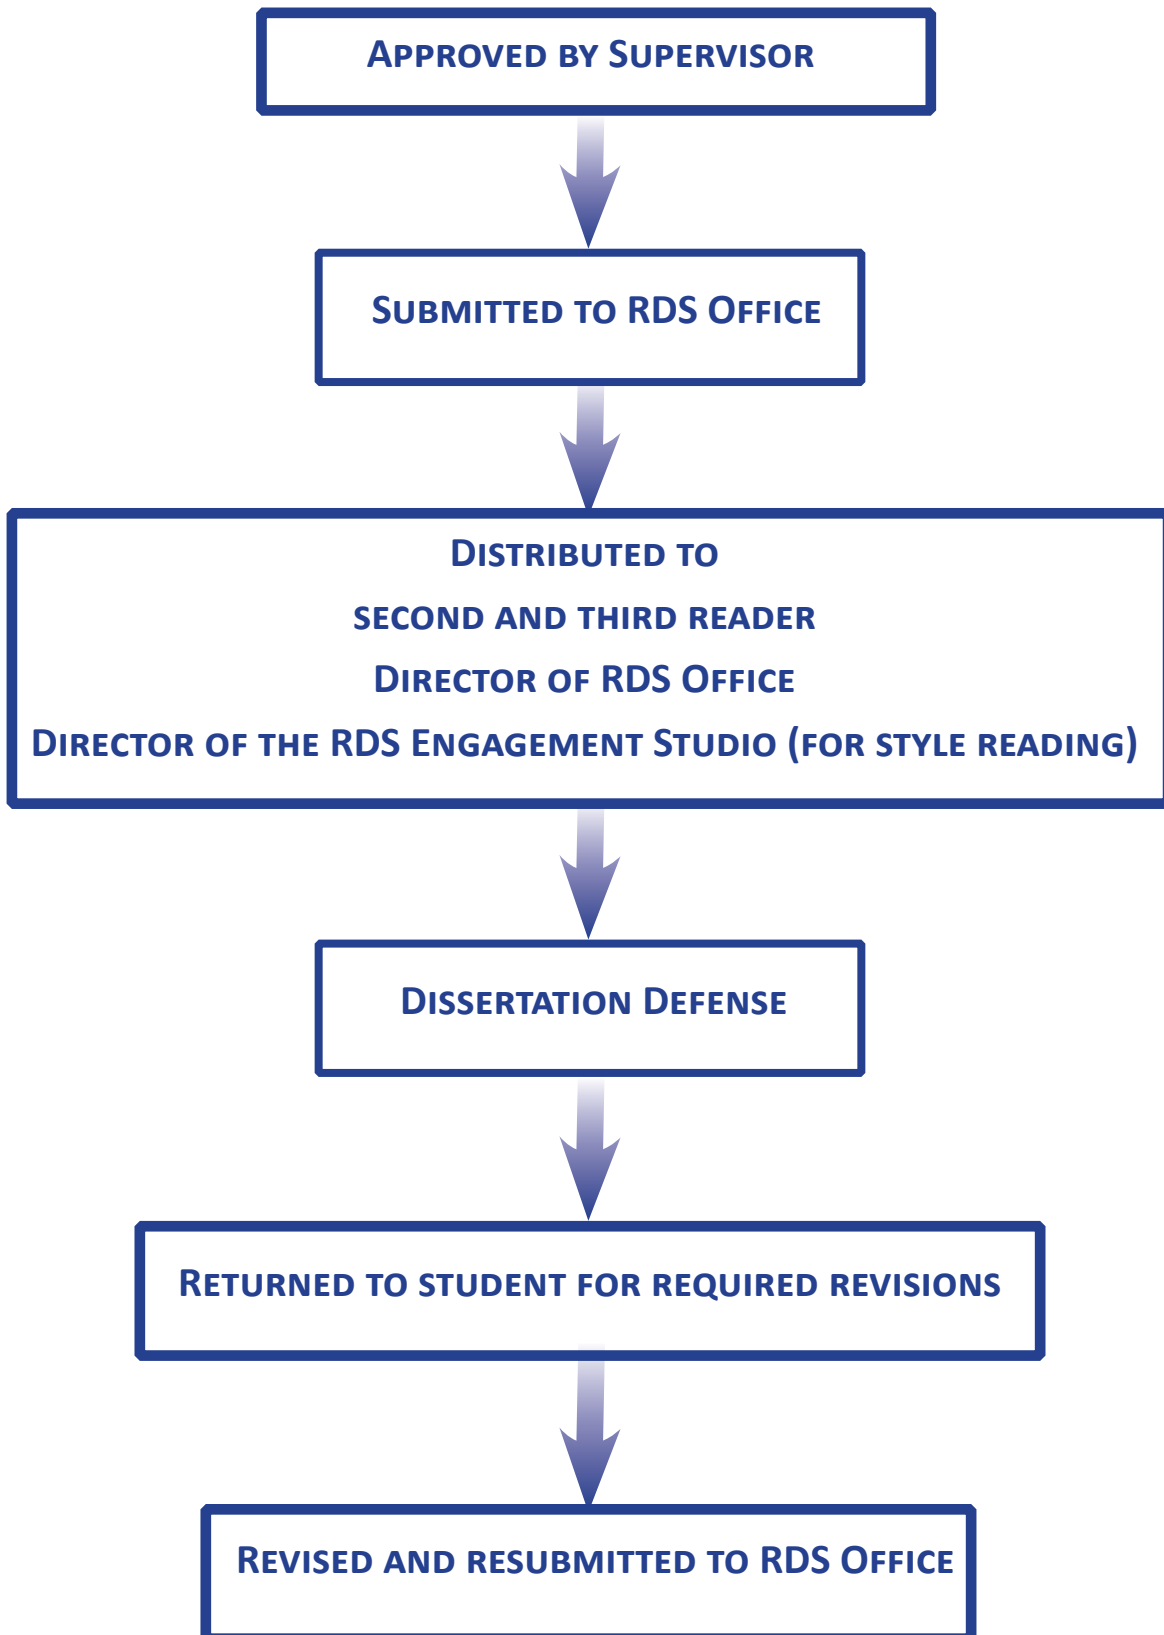 Approved by Supervisor
Submitted to RDS Office
Distributed to
second and third reader
Director of RDS Office
Director of the RDS Engagement Studio (for style reading)
Dissertation Defense
Returned to student for required revisions
Revised and resubmitted to RDS Office